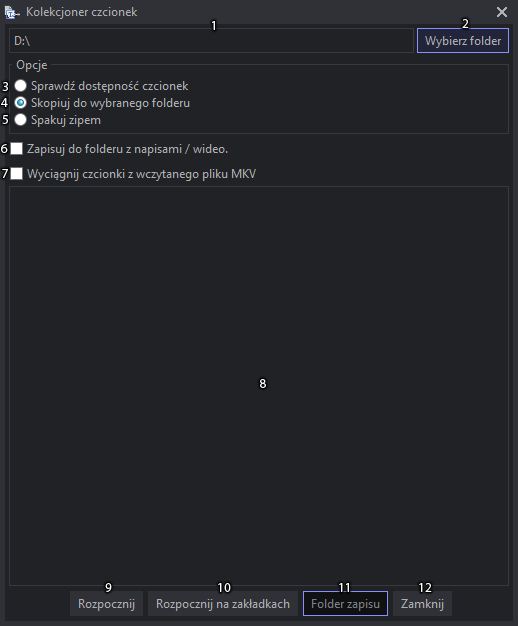 Kolekcjoner czcionek
1
2
D:\
Wybierz folder
Opcje
3 Sprawdź dostępność czcionek
4 Skopiuj do wybranego folderu
5 Spakuj zipem
6 Zapisuj do folderu z napisami / wideo.
7 Wyciągnij czcionki z wczytanego pliku MKV
8
9 10 11 12
Rozpocznij Rozpocznij na zakładkach Folder zapisu Zamknij